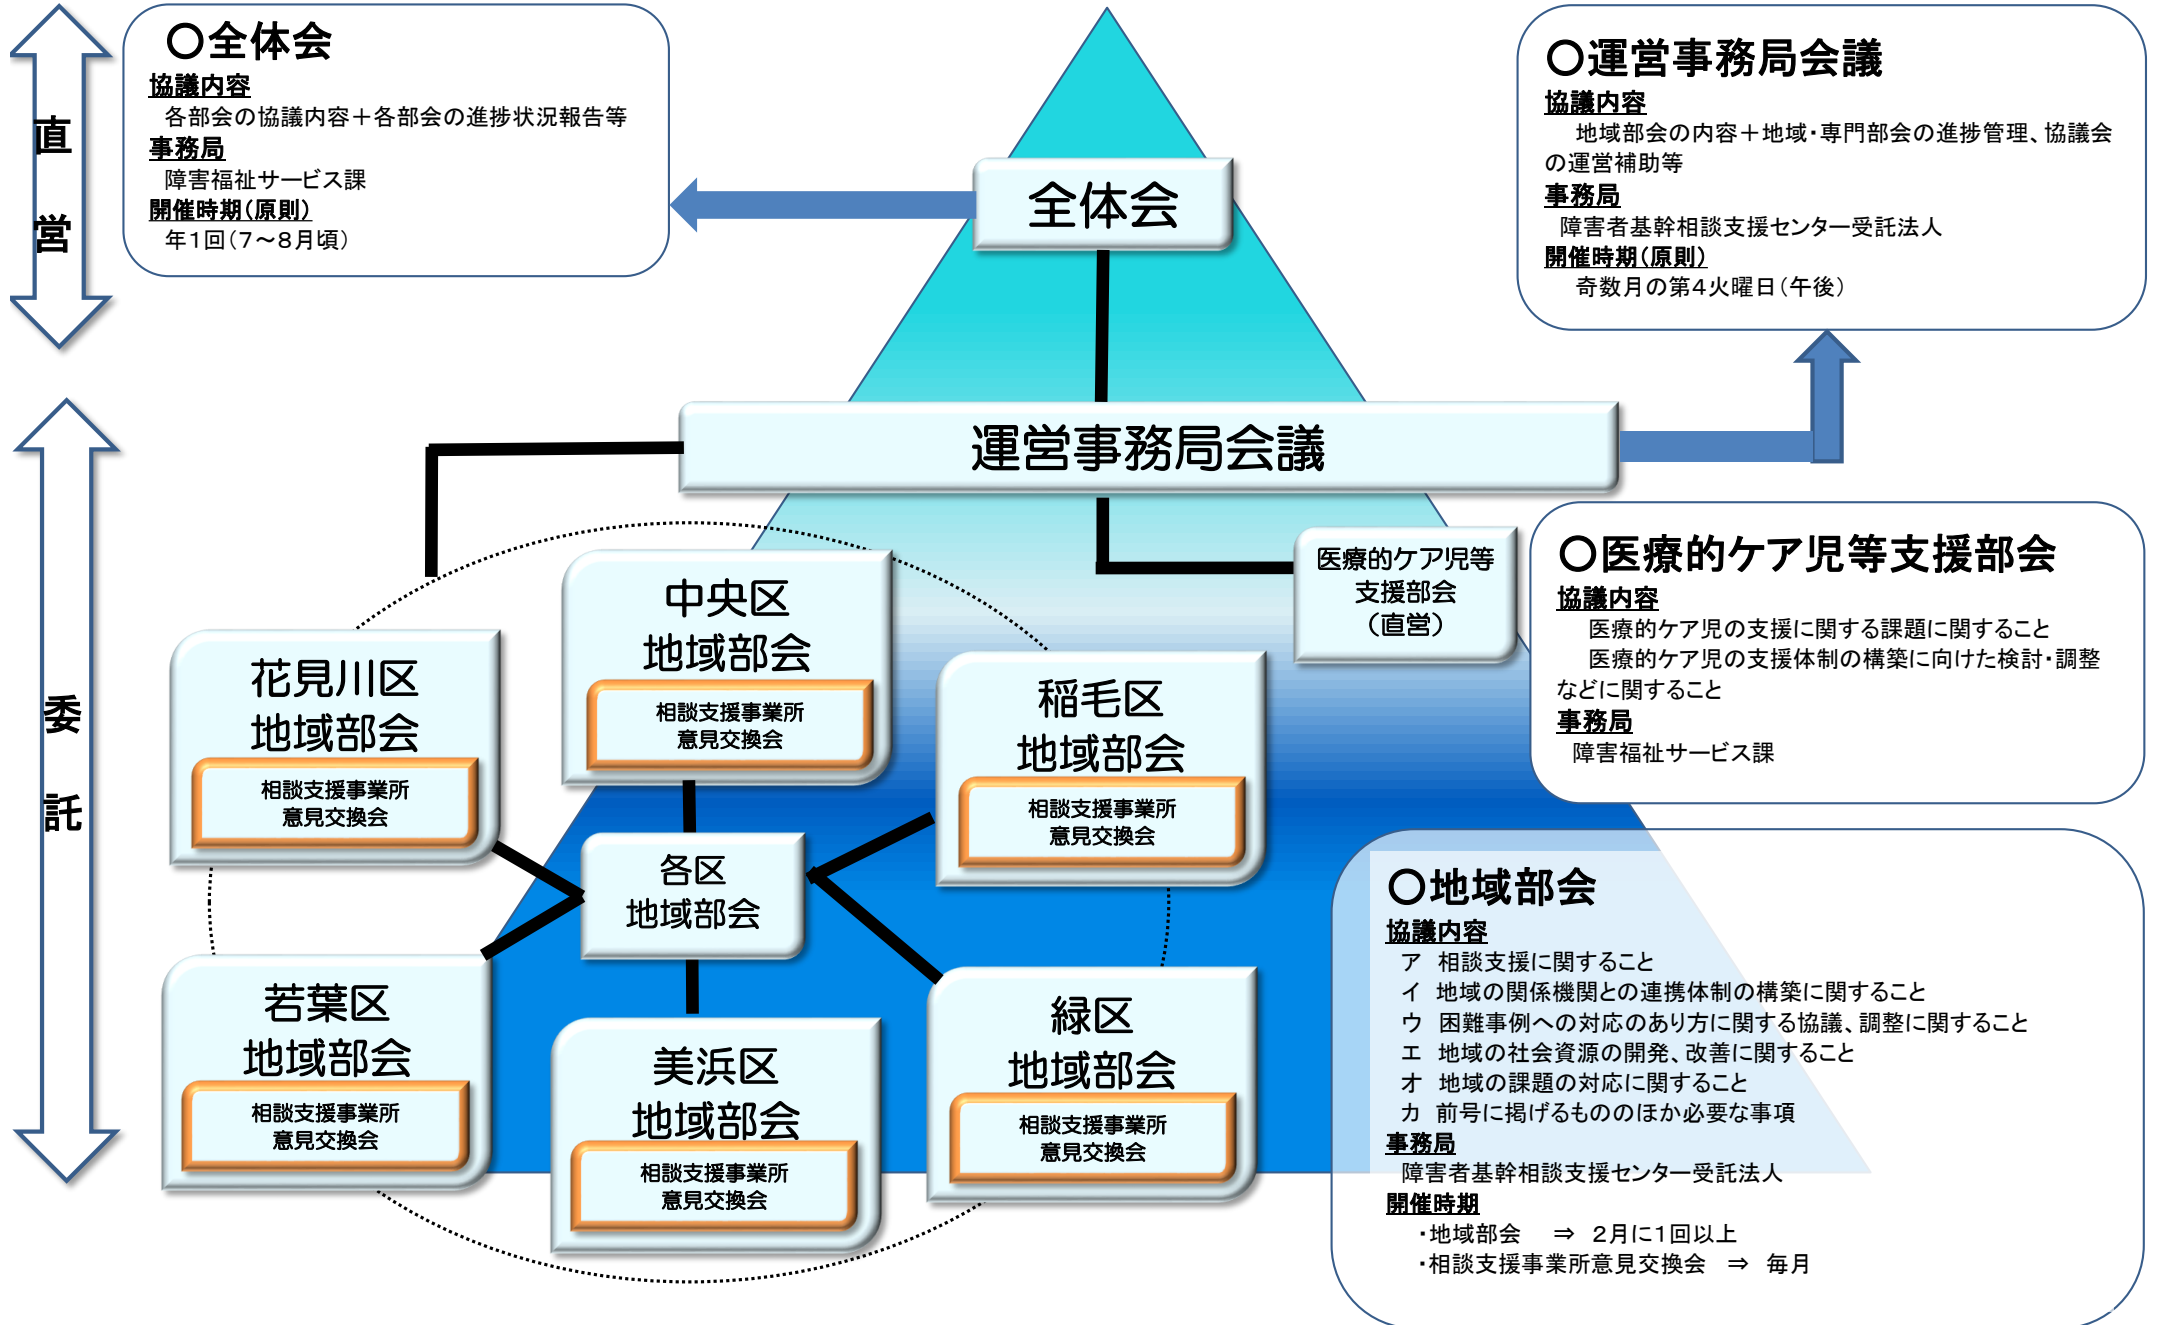 直
営
委
託
○全体会
協議内容
各部会の協議内容＋各部会の進捗状況報告等
事務局
障害福祉サービス課
開催時期（原則）
年１回（７～８月頃）
○運営事務局会議
協議内容
地域部会の内容＋地域・専門部会の進捗管理、協議会
の運営補助等
事務局
障害者基幹相談支援センター受託法人
開催時期（原則）
奇数月の第４火曜日（午後）
全体会
運営事務局会議
医療的ケア児等
支援部会
（直営）
○医療的ケア児等支援部会
協議内容
医療的ケア児の支援に関する課題に関すること
医療的ケア児の支援体制の構築に向けた検討・調整
などに関すること
事務局
障害福祉サービス課
中央区
地域部会
相談支援事業所
意見交換会
花見川区
地域部会
相談支援事業所
意見交換会
稲毛区
地域部会
相談支援事業所
意見交換会
各区
地域部会
若葉区
地域部会
相談支援事業所
意見交換会
美浜区
地域部会
相談支援事業所
意見交換会
緑区
地域部会
相談支援事業所
意見交換会
○地域部会
協議内容
ア　相談支援に関すること
イ　地域の関係機関との連携体制の構築に関すること
ウ　困難事例への対応のあり方に関する協議、調整に関すること
エ　地域の社会資源の開発、改善に関すること
オ　地域の課題の対応に関すること
カ　前号に掲げるもののほか必要な事項
事務局
障害者基幹相談支援センター受託法人
開催時期
・地域部会　⇒　２月に１回以上
・相談支援事業所意見交換会　⇒　毎月